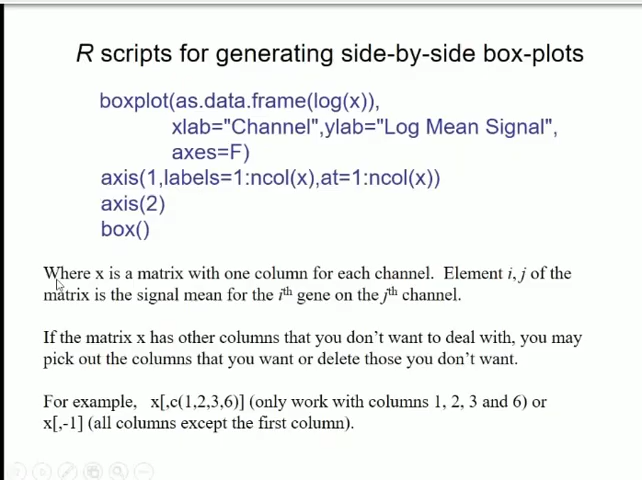 R scripts for generating side-by-side box-plots
boxplot(as.data.frame(log(x)),
xlab="Channel",ylab="Log Mean Signal",
axes=F)
axis(1,labels=1:ncol(x),at=1:ncol(x))
axis(2)
box()
Where x is a matrix with one column for each channel. Element i, j of the
matrix is the signal mean for the ith gene on the jth channel.
If the matrix x has other columns that you don't want to deal with, you may
pick out the columns that you want or delete those you don't want.
For example, x[,c(1,2,3,6)] (only work with columns 1, 2, 3 and 6) or
x[,-1] (all columns except the first column).